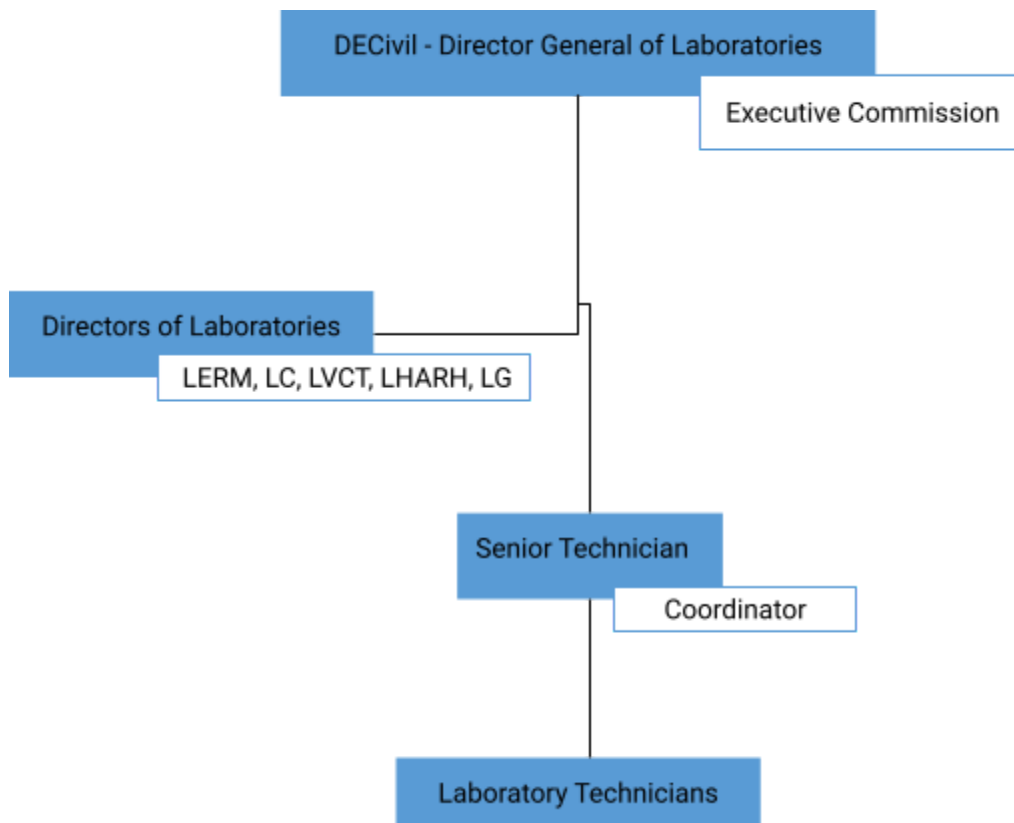 DECivil - Director General of Laboratories
Executive Commission
Directors of Laboratories
LERM, LC, LVCT, LHARH, LG
Senior Technician
Coordinator
Laboratory Technicians